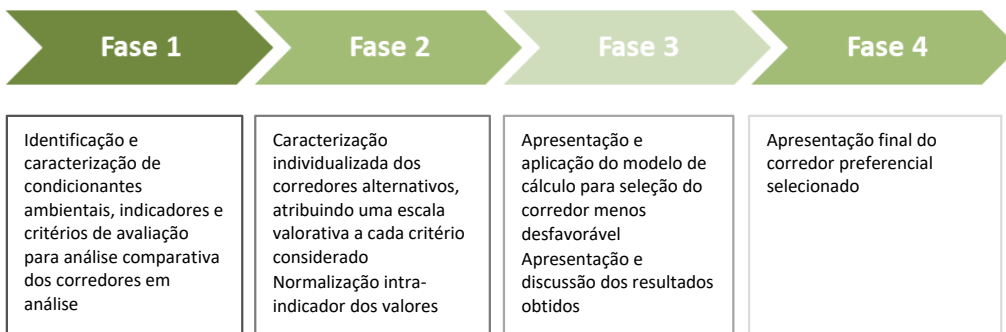 Fase 1
Fase 2
Fase 3
Fase 4
Identificação e
caracterização de
condicionantes
ambientais, indicadores e
critérios de avaliação
para análise comparativa
dos corredores em
análise
Caracterização
individualizada dos
corredores alternativos,
atribuindo uma escala
valorativa a cada critério
considerado
Normalização intra-
indicador dos valores
Apresentação e
aplicação do modelo de
cálculo para seleção do
corredor menos
desfavorável
Apresentação e
discussão dos resultados
obtidos
Apresentação final do
corredor preferencial
selecionado